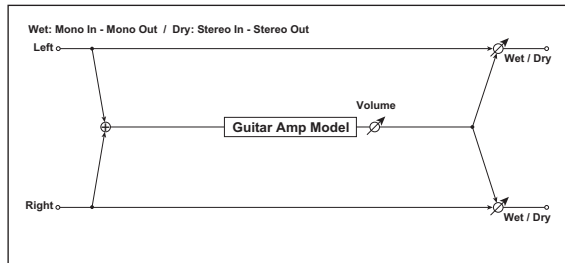 Wet: Mono In - Mono Out / Dry: Stereo In - Stereo Out
Left
Wet / Dry
Volume
Guitar Amp Model
Right
Wet / Dry